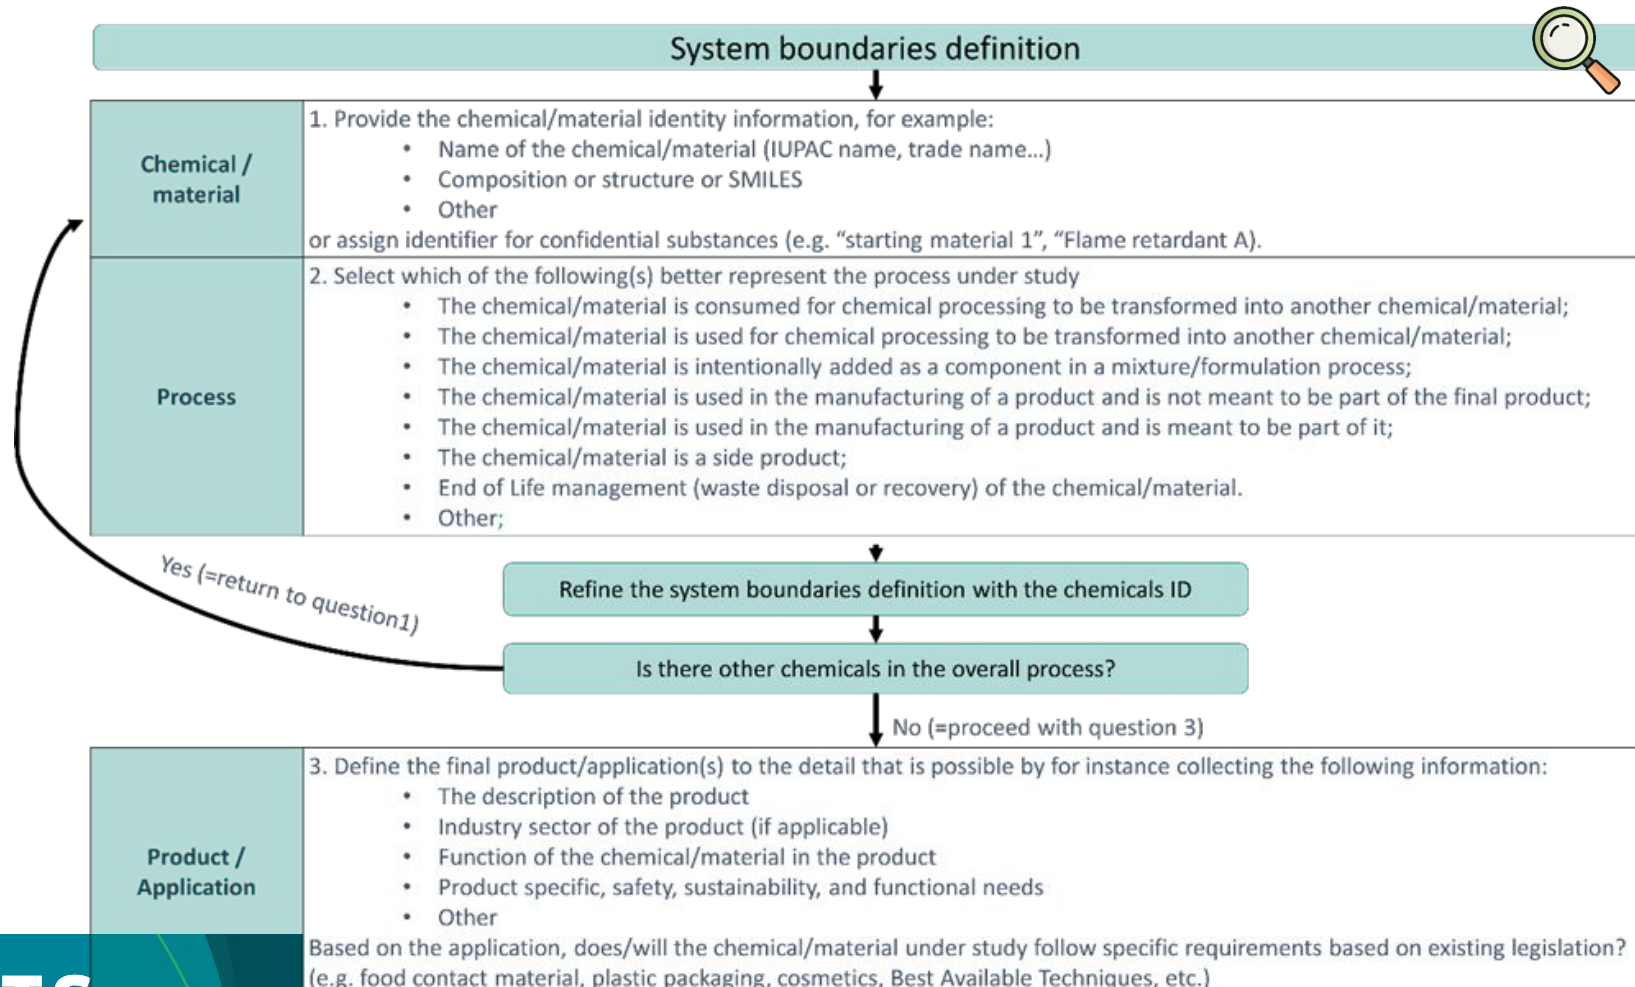 System boundaries definition
Chemical /
material
1. Provide the chemical/material identity information, for example:
• Name of the chemical/material (IUPAC name, trade name...)
• Composition or structure or SMILES
• Other
or assign identifier for confidential substances (e.g. “starting material 1”, “Flame retardant A).
Process
2. Select which of the following(s) better represent the process under study
• The chemical/material is consumed for chemical processing to be transformed into another chemical/material;
• The chemical/material is used for chemical processing to be transformed into another chemical/material;
• The chemical/material is intentionally added as a component in a mixture/formulation process;
• The chemical/material is used in the manufacturing of a product and is not meant to be part of the final product;
• The chemical/material is used in the manufacturing of a product and is meant to be part of it;
• The chemical/material is a side product;
• End of Life management (waste disposal or recovery) of the chemical/material.
• Other;
Yes (=return to question1)
Refine the system boundaries definition with the chemicals ID
Is there other chemicals in the overall process?
No (=proceed with question 3)
Product /
Application
3. Define the final product/application(s) to the detail that is possible by for instance collecting the following information:
• The description of the product
• Industry sector of the product (if applicable)
• Function of the chemical/material in the product
• Product specific, safety, sustainability, and functional needs
• Other
Based on the application, does/will the chemical/material under study follow specific requirements based on existing legislation?
(e.g. food contact material, plastic packaging, cosmetics, Best Available Techniques, etc.)